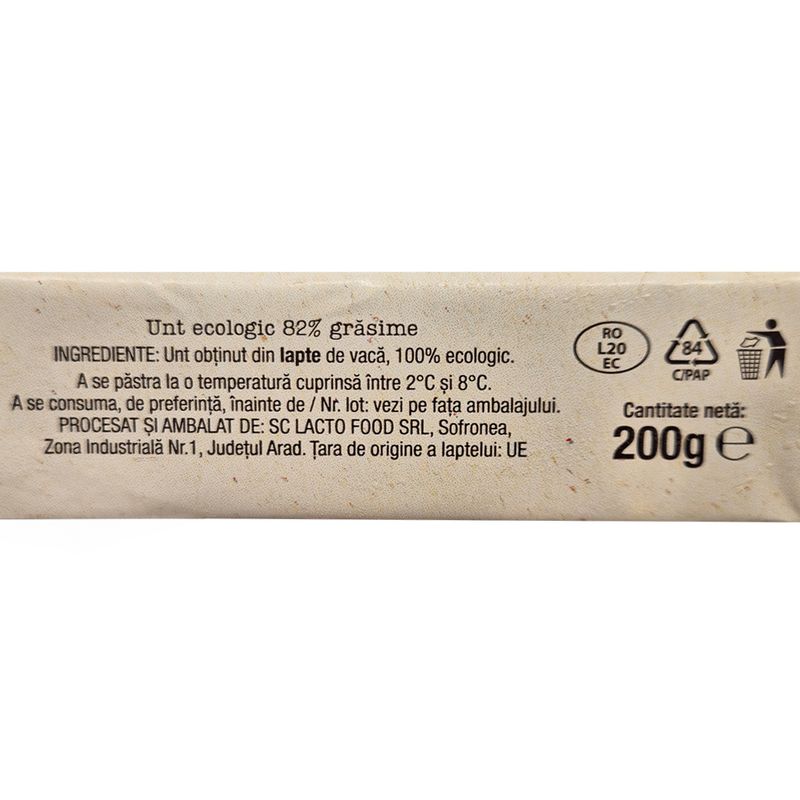 Unt ecologic 82% grăsime
INGREDIENTE: Unt obținut din lapte de vacă, 100% ecologic.
A se păstra la o temperatură cuprinsă între 2°C și 8°C.
A se consuma, de preferință, înainte de / Nr. lot: vezi pe fața ambalajului.
PROCESAT ȘI AMBALAT DE: SC LACTO FOOD SRL, Sofronea,
Zona Industrială Nr.1, Județul Arad. Țara de origine a laptelui: UE
RO
L20
EC
84
C/PAP
Cantitate netă:
200g ℮